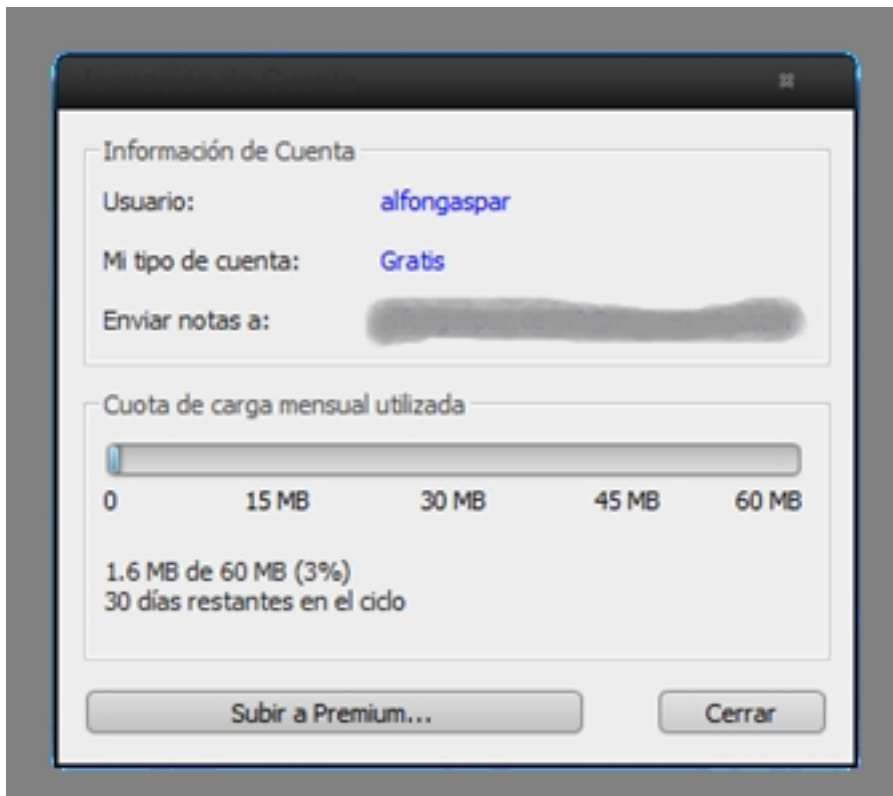 Información de Cuenta
Usuario: alfongaspar
Mi tipo de cuenta: Gratis
Enviar notas a:
Cuota de carga mensual utilizada
0 15 MB 30 MB 45 MB 60 MB
1.6 MB de 60 MB (3%)
30 días restantes en el ciclo
Subir a Premium... Cerrar